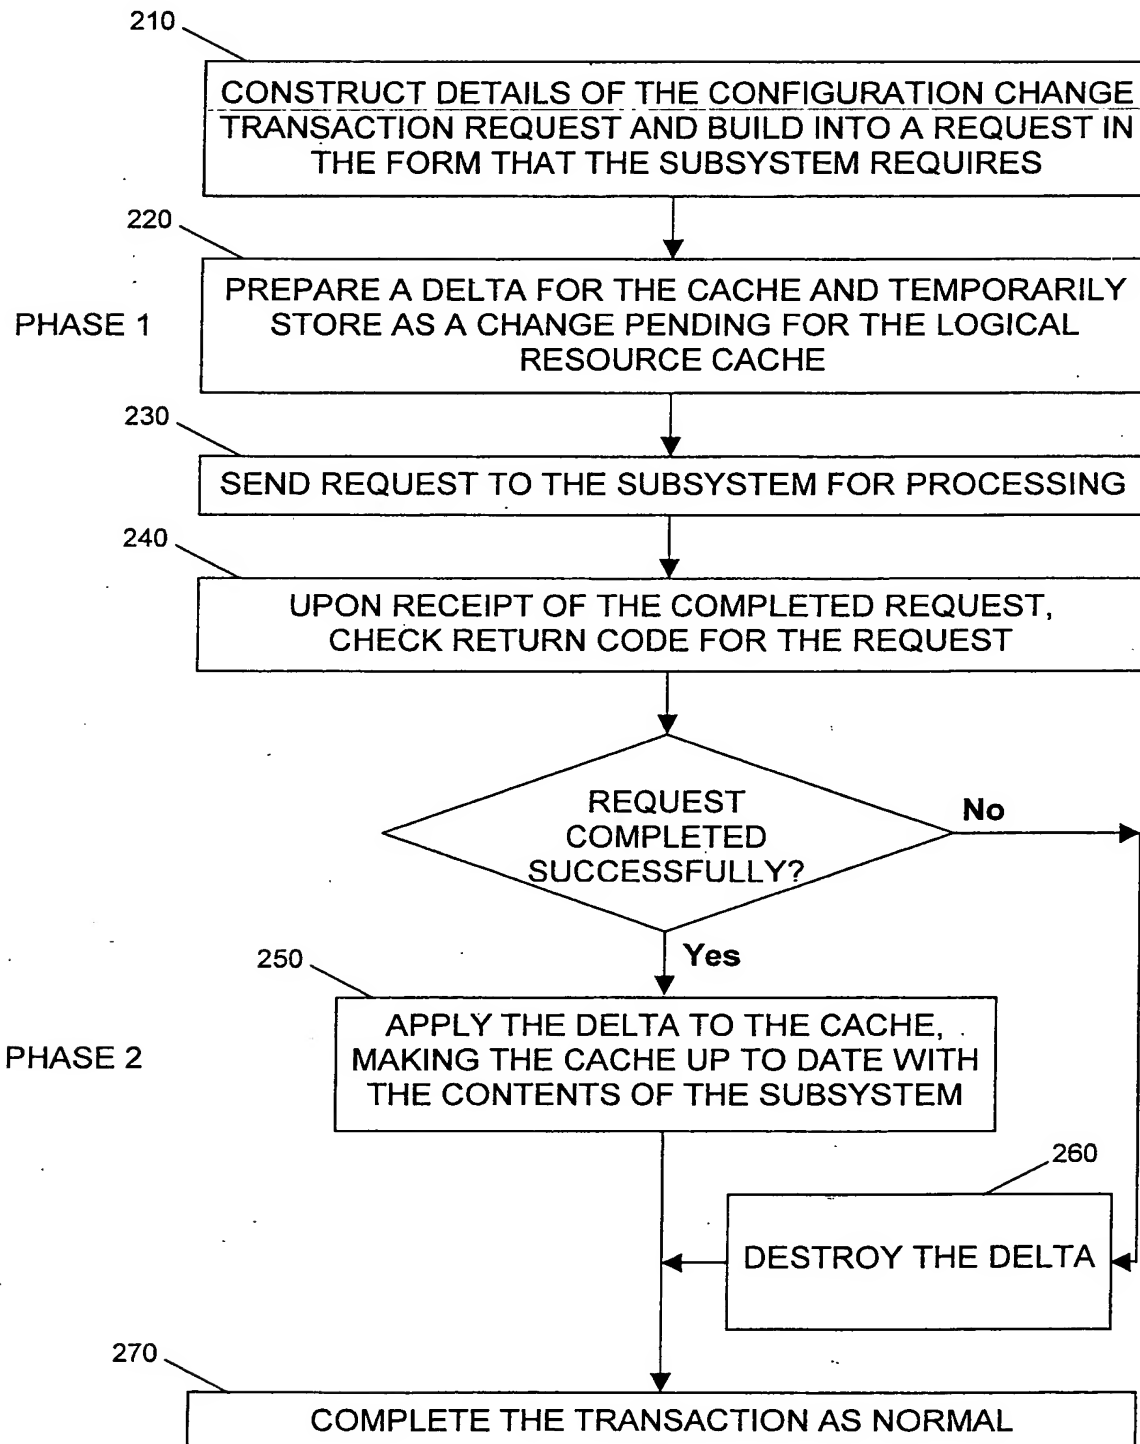 210
CONSTRUCT DETAILS OF THE CONFIGURATION CHANGE
TRANSACTION REQUEST AND BUILD INTO A REQUEST IN
THE FORM THAT THE SUBSYSTEM REQUIRES
220
PHASE 1
PREPARE A DELTA FOR THE CACHE AND TEMPORARILY
STORE AS A CHANGE PENDING FOR THE LOGICAL
RESOURCE CACHE
230
SEND REQUEST TO THE SUBSYSTEM FOR PROCESSING
240
UPON RECEIPT OF THE COMPLETED REQUEST,
CHECK RETURN CODE FOR THE REQUEST
REQUEST
COMPLETED
SUCCESSFULLY?
No
Yes
250
PHASE 2
APPLY THE DELTA TO THE CACHE,
MAKING THE CACHE UP TO DATE WITH
THE CONTENTS OF THE SUBSYSTEM
260
DESTROY THE DELTA
270
COMPLETE THE TRANSACTION AS NORMAL